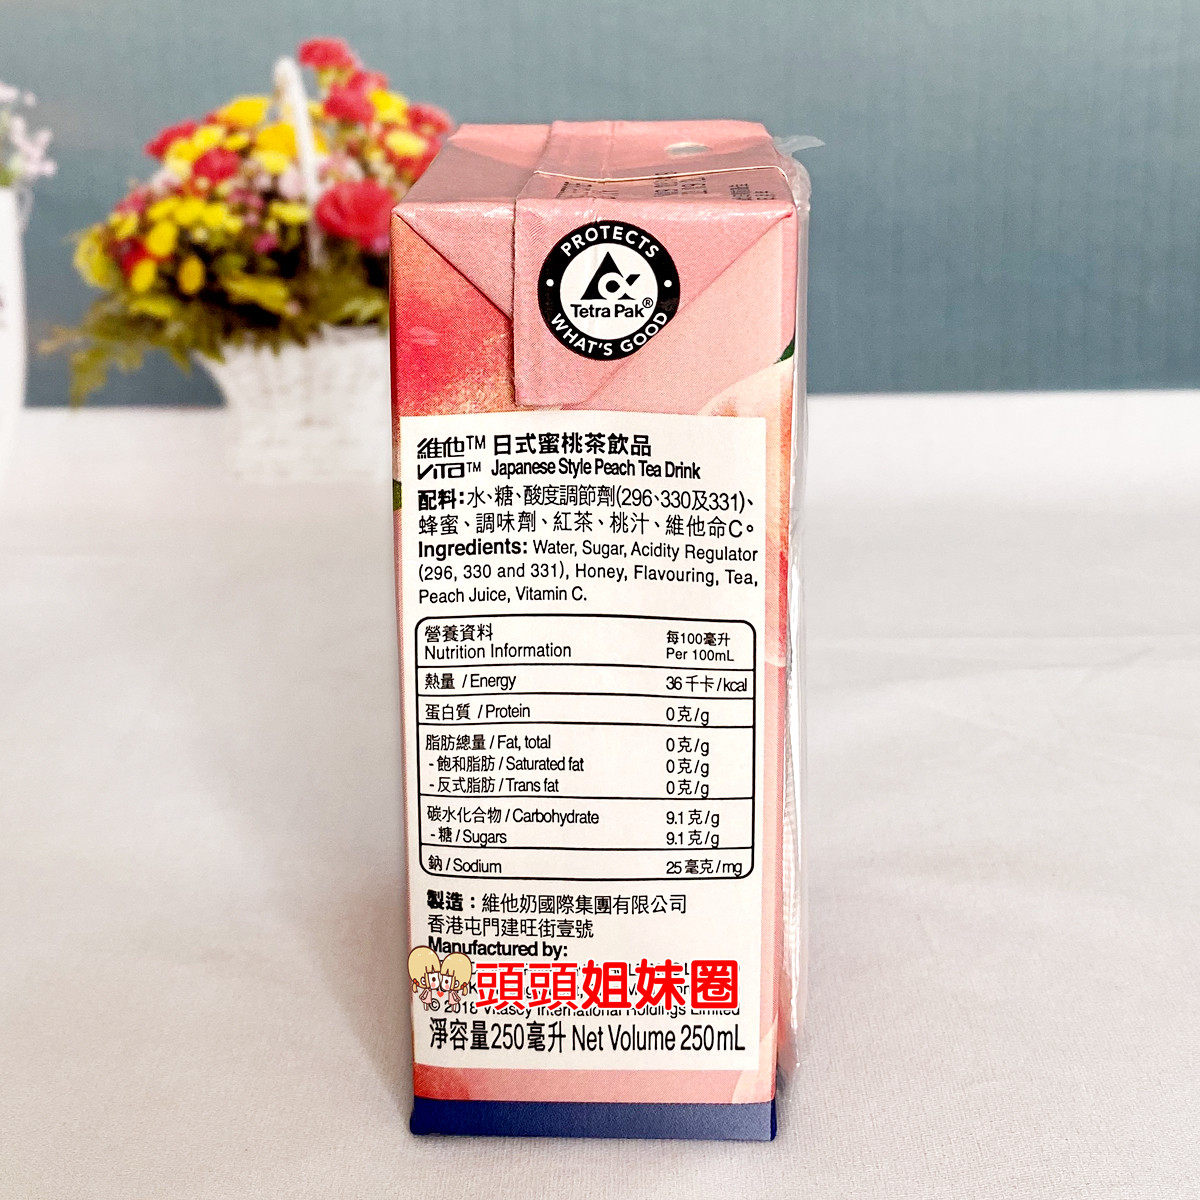 PROTECTS
Tetra Pak®
WHAT'S GOOD
維他™ 日式蜜桃茶飲品
VITA™ Japanese Style Peach Tea Drink
配料:水、糖、酸度調節劑(296、330及331)、
蜂蜜、調味劑、紅茶、桃汁、維他命C。
Ingredients: Water, Sugar, Acidity Regulator
(296, 330 and 331), Honey, Flavouring, Tea,
Peach Juice, Vitamin C.
營養資料 每100毫升
Nutrition Information Per 100mL
熱量 / Energy 36 千卡/kcal
蛋白質 / Protein 0 克/g
脂肪總量 / Fat, total 0 克/g
- 飽和脂肪 / Saturated fat 0 克/g
- 反式脂肪 / Trans fat 0 克/g
碳水化合物 / Carbohydrate 9.1 克/g
- 糖 / Sugars 9.1 克/g
鈉 / Sodium 25 毫克/mg
製造：維他奶國際集團有限公司
香港屯門建旺街壹號
Manufactured by:
頭頭姐妹圈
© 2018 Vitasoy International Holdings Limited
淨容量250毫升 Net Volume 250mL